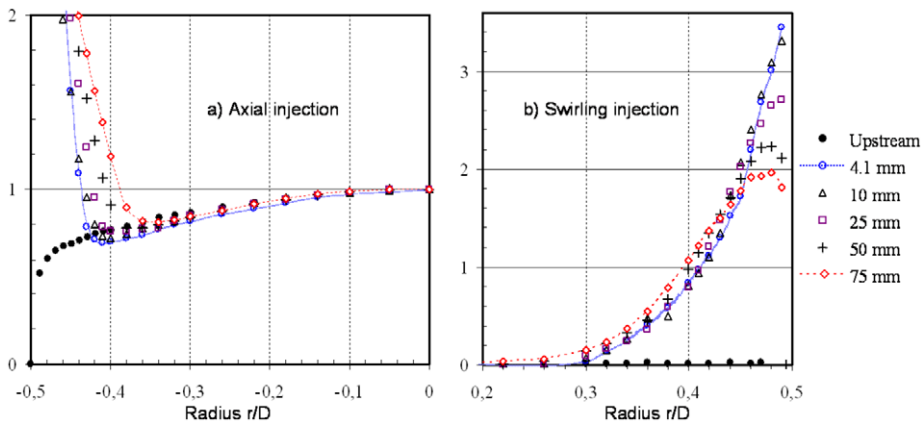 2
1
0
a) Axial injection
-0,5
-0,4
-0,3
-0,2
-0,1
0
Radius r/D
3
2
1
0
b) Swirling injection
0,2
0,3
0,4
0,5
Radius r/D
Upstream
4.1 mm
10 mm
25 mm
50 mm
75 mm